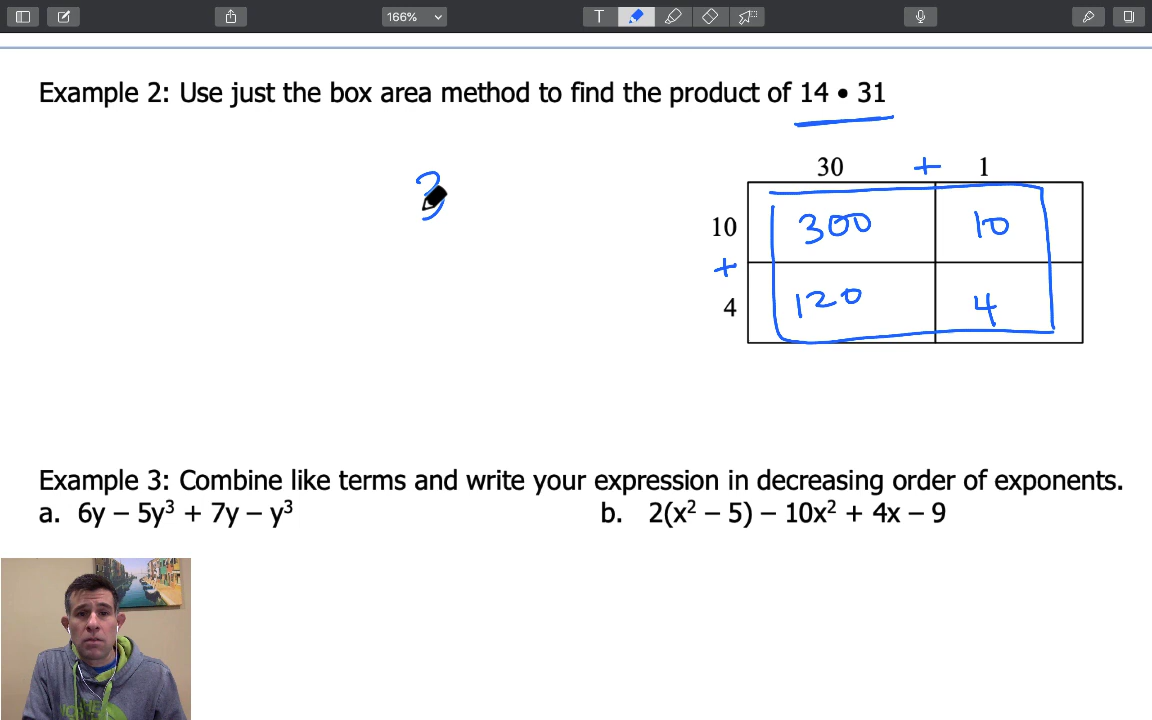 166%
T
Example 2: Use just the box area method to find the product of 14 • 31
30 + 1
3
10 300 10
+
4 120 4
Example 3: Combine like terms and write your expression in decreasing order of exponents.
a. 6y – 5y³ + 7y – y³ b. 2(x² – 5) – 10x² + 4x – 9